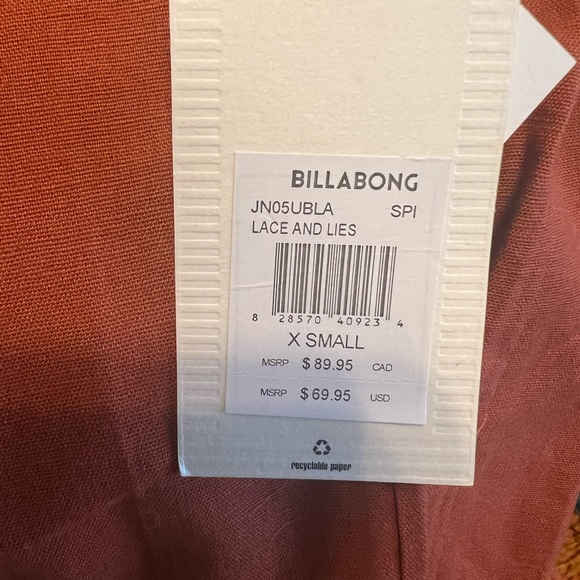 BILLABONG
JN05UBLA SPI
LACE AND LIES
8 28570 40923 4
X SMALL
MSRP $89.95 CAD
MSRP $69.95 USD
recyclable paper